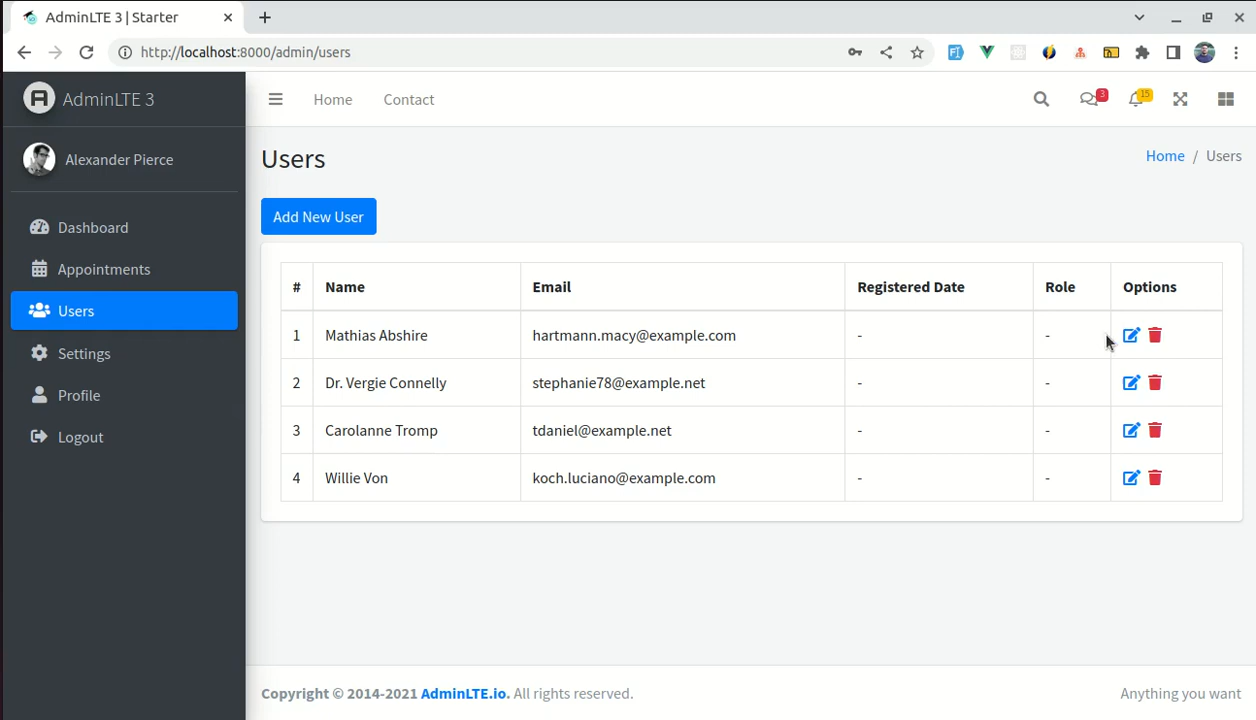 AdminLTE 3 | Starter
http://localhost:8000/admin/users
AdminLTE 3
Home Contact 3 15
Alexander Pierce
Users
Home / Users
Dashboard
Appointments
Users
Settings
Profile
Logout
Add New User
# Name Email Registered Date Role Options
1 Mathias Abshire hartmann.macy@example.com - -
2 Dr. Vergie Connelly stephanie78@example.net - -
3 Carolanne Tromp tdaniel@example.net - -
4 Willie Von koch.luciano@example.com - -
Copyright © 2014-2021 AdminLTE.io. All rights reserved.
Anything you want